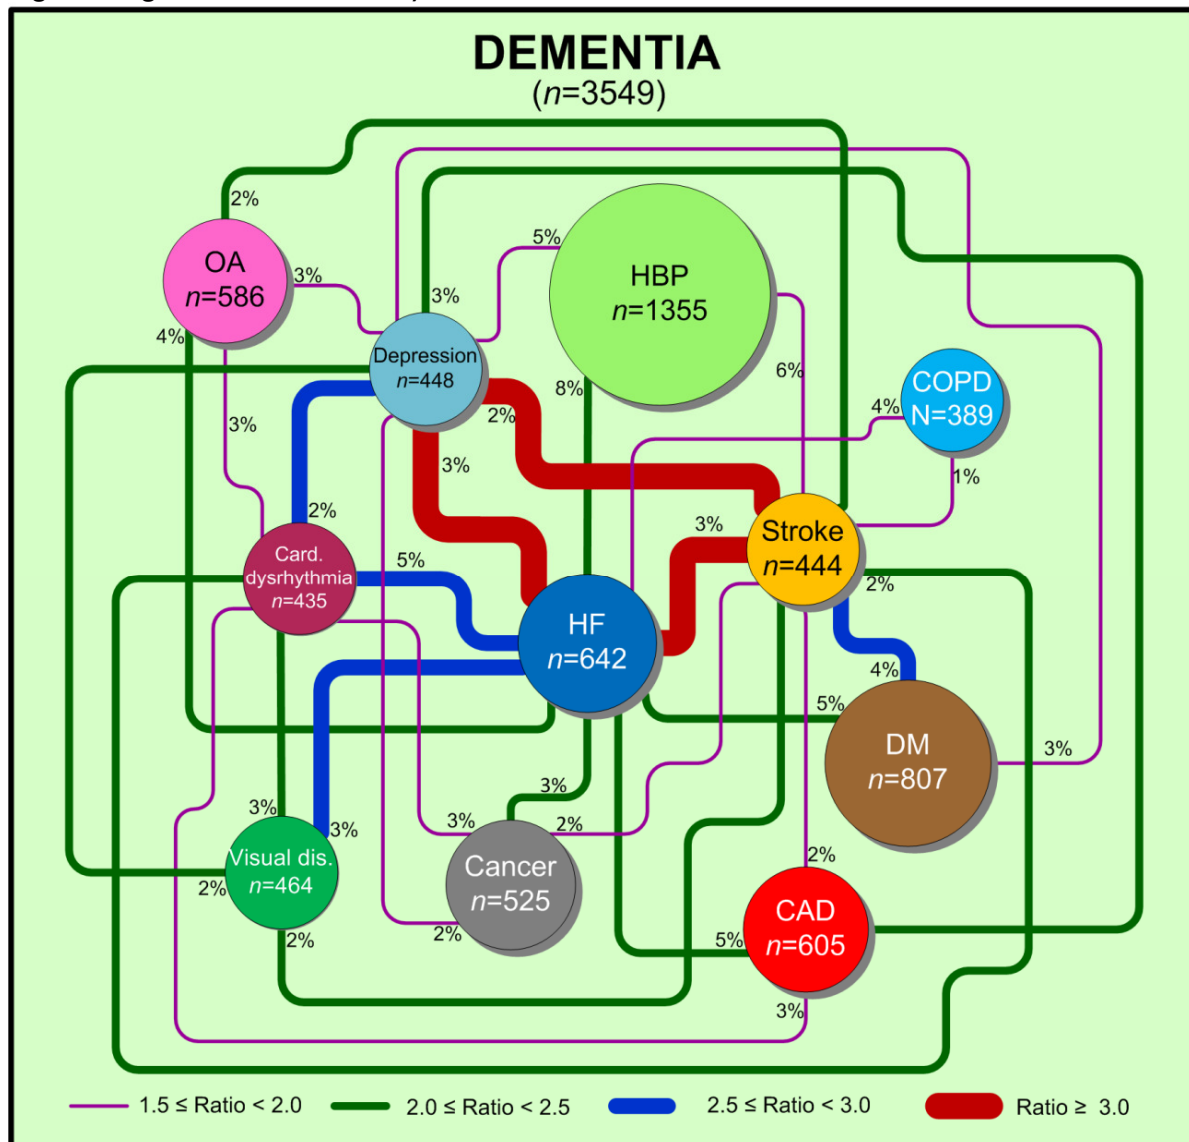 DEMENTIA
(n=3549)
2%
OA
n=586
3%
4%
3%
5%
HBP
n=1355
3%
Depression
n=448
8%
6%
COPD
N=389
4%
1%
2%
3%
2%
Card.
dysrhythmia
n=435
5%
3%
Stroke
n=444
2%
HF
n=642
4%
5%
DM
n=807
3%
3%
3%
Visual dis.
n=464
2%
2%
3%
3%
2%
Cancer
n=525
2%
2%
CAD
n=605
5%
3%
1.5 ≤ Ratio < 2.0
2.0 ≤ Ratio < 2.5
2.5 ≤ Ratio < 3.0
Ratio ≥ 3.0